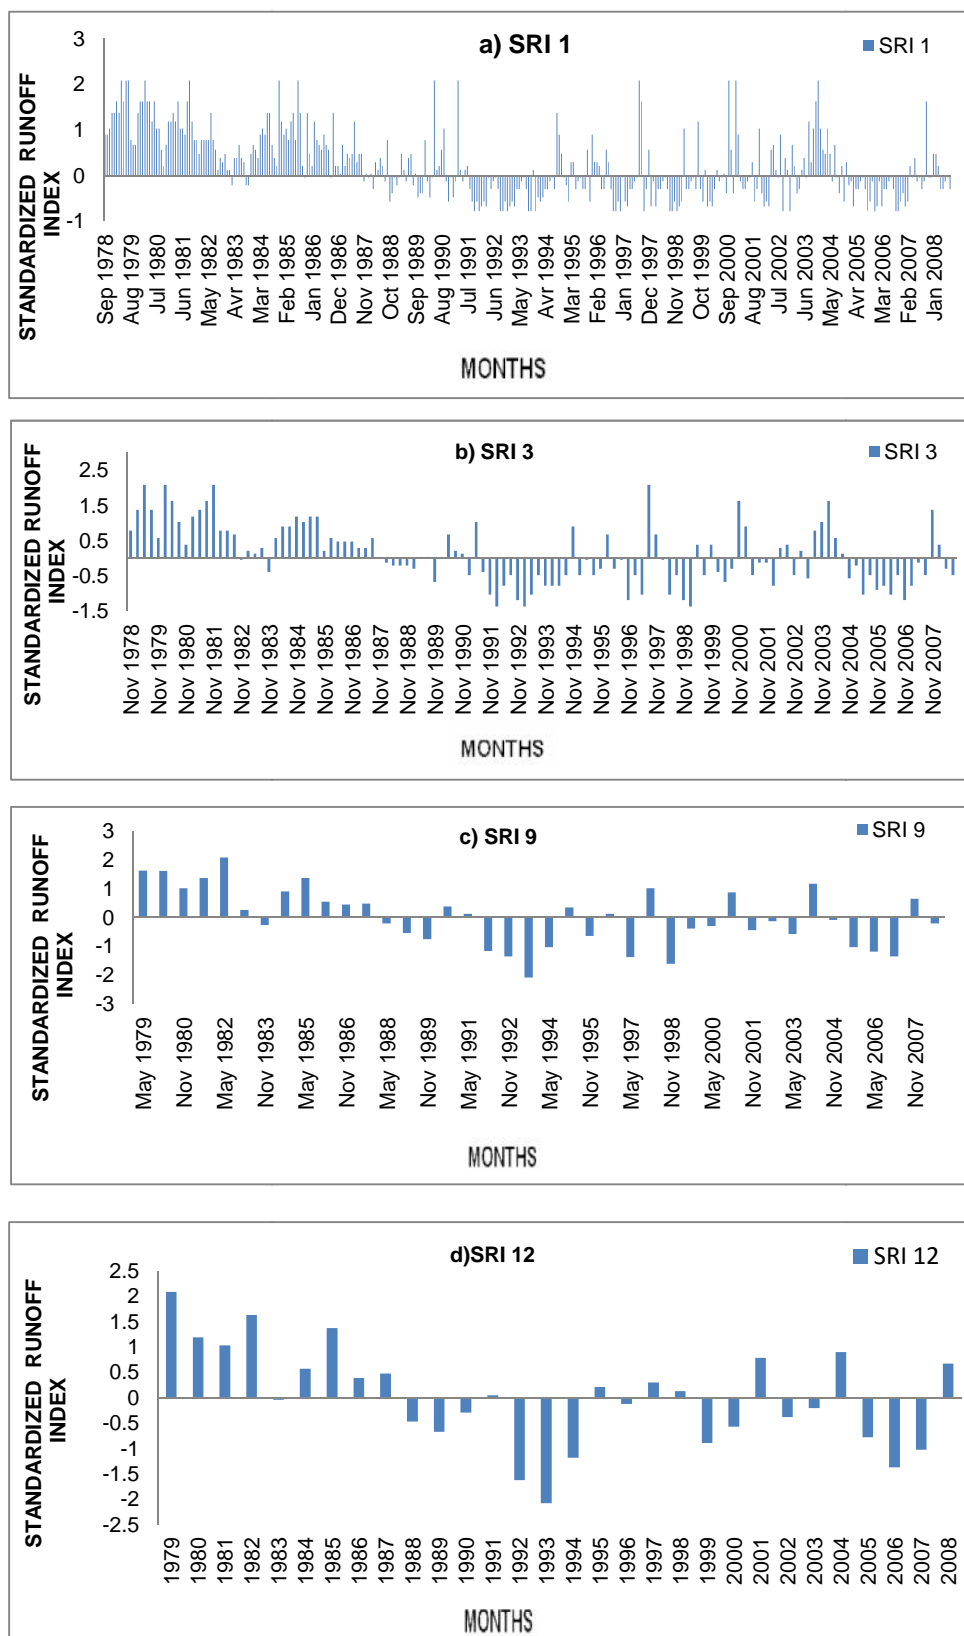 a) SRI 1
SRI 1
STANDARDIZED RUNOFF
INDEX
3
2
1
0
-1
Sep 1978
Aug 1979
Jul 1980
Jun 1981
May 1982
Avr 1983
Mar 1984
Feb 1985
Jan 1986
Dec 1986
Nov 1987
Oct 1988
Sep 1989
Aug 1990
Jul 1991
Jun 1992
May 1993
Avr 1994
Mar 1995
Feb 1996
Jan 1997
Dec 1997
Nov 1998
Oct 1999
Sep 2000
Aug 2001
Jul 2002
Jun 2003
May 2004
Avr 2005
Mar 2006
Feb 2007
Jan 2008
MONTHS
b) SRI 3
SRI 3
STANDARDIZED RUNOFF
INDEX
2.5
1.5
0.5
-0.5
-1.5
Nov 1978
Nov 1979
Nov 1980
Nov 1981
Nov 1982
Nov 1983
Nov 1984
Nov 1985
Nov 1986
Nov 1987
Nov 1988
Nov 1989
Nov 1990
Nov 1991
Nov 1992
Nov 1993
Nov 1994
Nov 1995
Nov 1996
Nov 1997
Nov 1998
Nov 1999
Nov 2000
Nov 2001
Nov 2002
Nov 2003
Nov 2004
Nov 2005
Nov 2006
Nov 2007
MONTHS
c) SRI 9
SRI 9
STANDARDIZED RUNOFF
INDEX
3
2
1
0
-1
-2
-3
May 1979
Nov 1980
May 1982
Nov 1983
May 1985
Nov 1986
May 1988
Nov 1989
May 1991
Nov 1992
May 1994
Nov 1995
May 1997
Nov 1998
May 2000
Nov 2001
May 2003
Nov 2004
May 2006
Nov 2007
MONTHS
d)SRI 12
SRI 12
STANDARDIZED RUNOFF
INDEX
2.5
2
1.5
1
0.5
0
-0.5
-1
-1.5
-2
-2.5
1979
1980
1981
1982
1983
1984
1985
1986
1987
1988
1989
1990
1991
1992
1993
1994
1995
1996
1997
1998
1999
2000
2001
2002
2003
2004
2005
2006
2007
2008
MONTHS